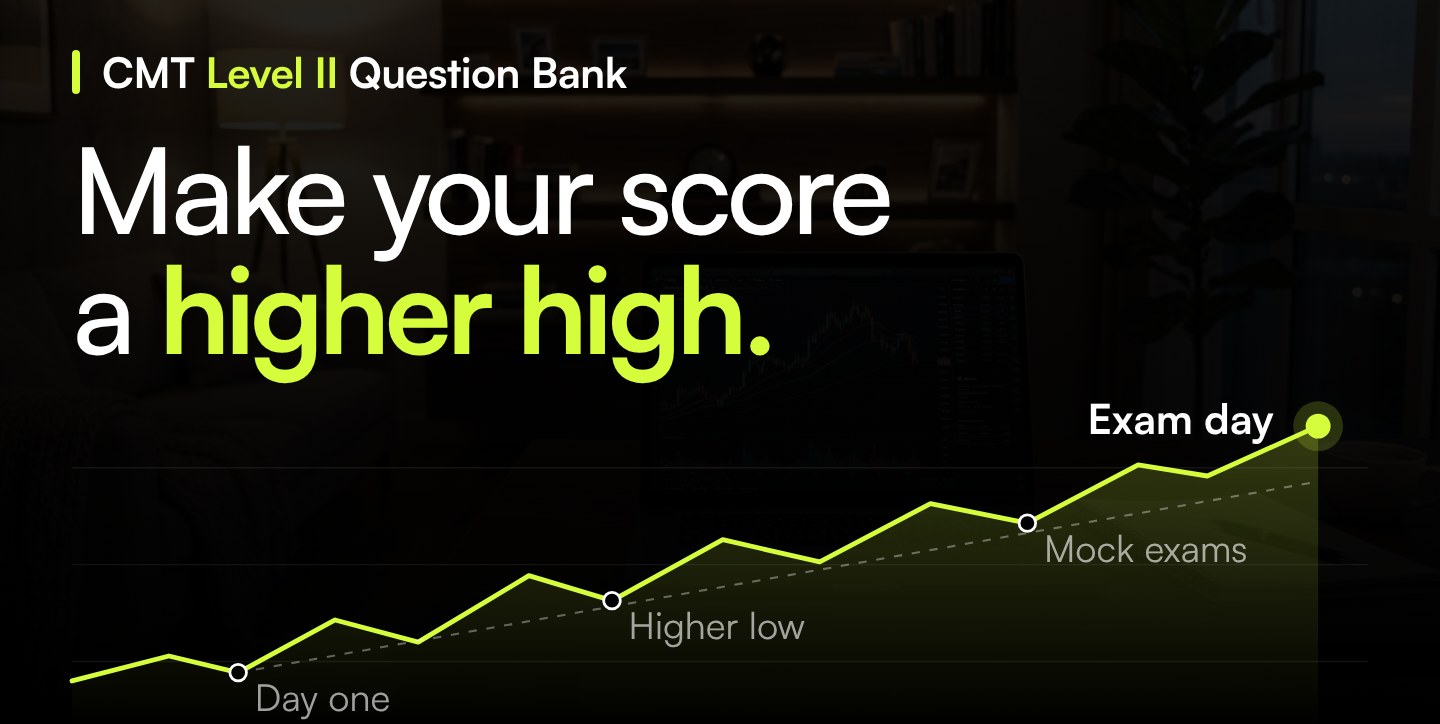 CMT Level II Question Bank
Make your score
a higher high.
Exam day
Mock exams
Higher low
Day one